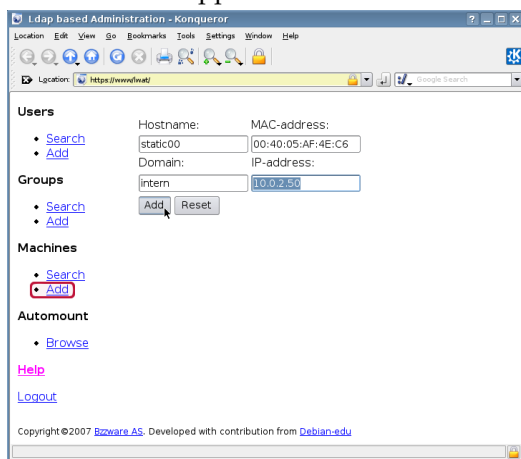 Ldap based Administration - Konqueror
Location Edit View Go Bookmarks Tools Settings Window Help
Location: https://www/lwat/ Google Search
Users
• Search
• Add
Groups
• Search
• Add
Machines
• Search
• Add
Automount
• Browse
Help
Logout
Hostname: MAC-address:
static00 00:40:05:AF:4E:C6
Domain: IP-address:
intern 10.0.2.50
Add Reset
Copyright©2007 Bzzware AS. Developed with contribution from Debian-edu